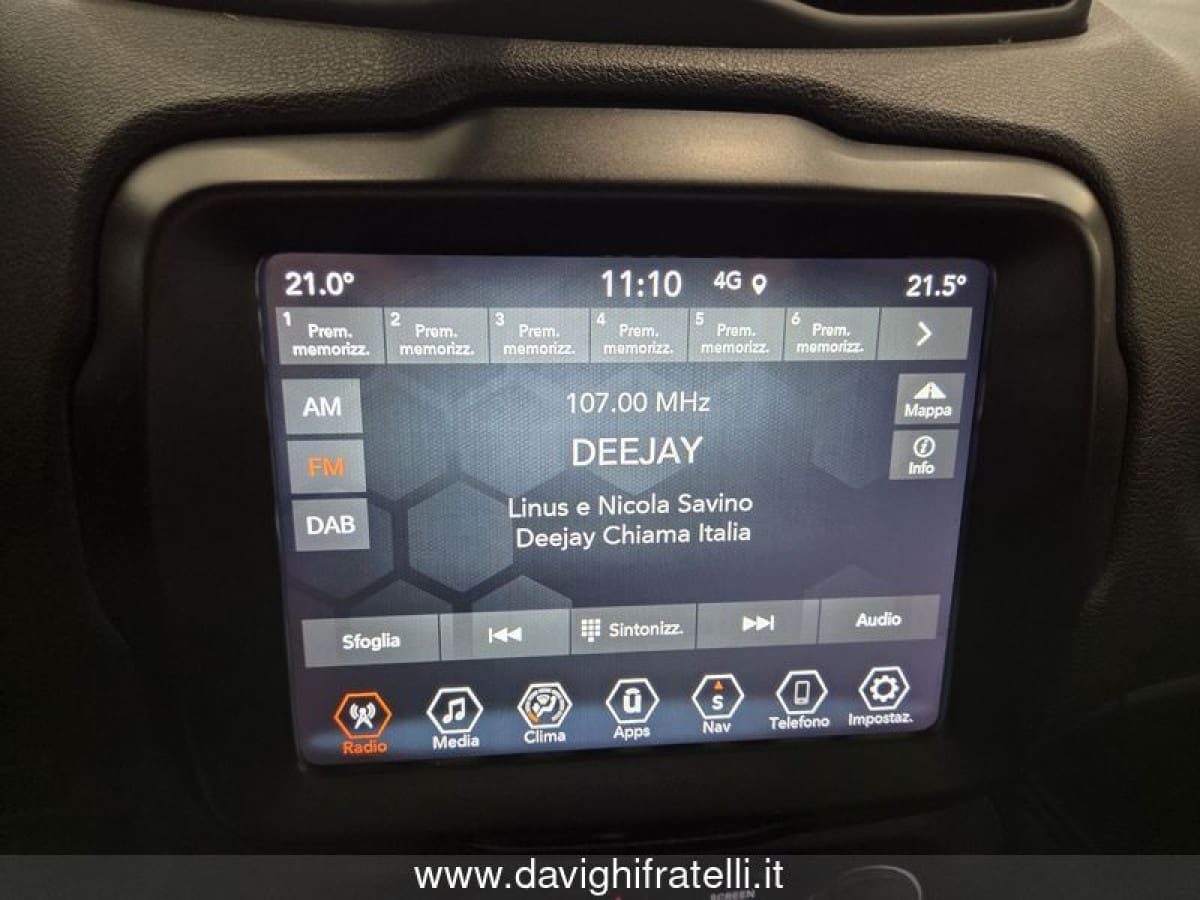 21.0° 11:10 4G 21.5°
1 Prem. memorizz.
2 Prem. memorizz.
3 Prem. memorizz.
4 Prem. memorizz.
5 Prem. memorizz.
6 Prem. memorizz.
AM
FM
DAB
107.00 MHz
DEEJAY
Linus e Nicola Savino
Deejay Chiama Italia
Mappa
Info
Sfoglia Sintonizz. Audio
Radio Media Clima Apps Nav Telefono Impostaz.
www.davighifratelli.it
SCREEN